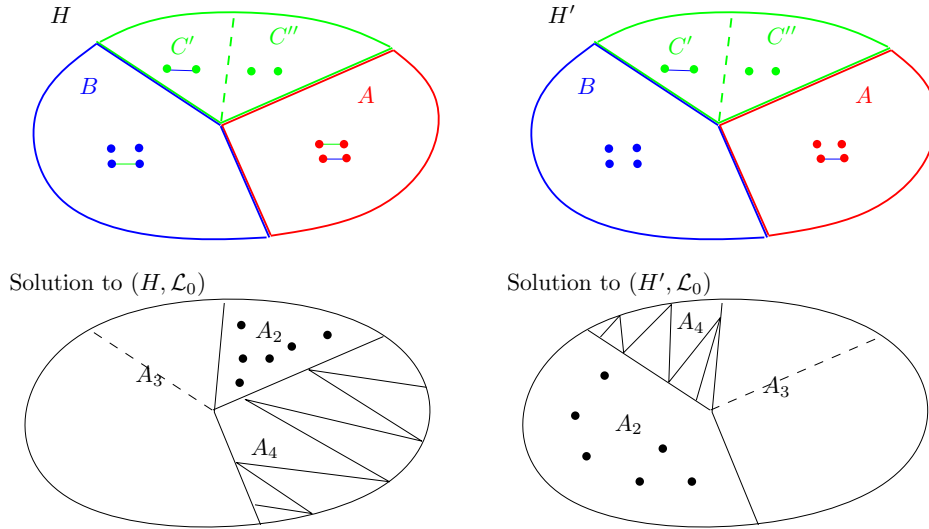 H
C′ C″
B A
H′
C′ C″
B A
Solution to (H, ℒ₀)
A₂
A₃
A₄
Solution to (H′, ℒ₀)
A₄
A₃
A₂